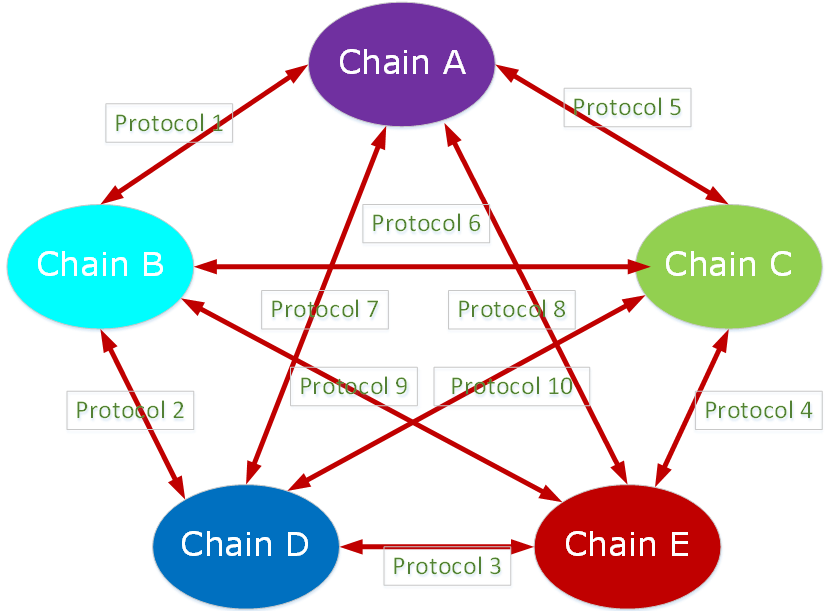 Chain A
Protocol 5
Protocol 1
Protocol 6
Chain B
Chain C
Protocol 7
Protocol 8
Protocol 9
Protocol 10
Protocol 2
Protocol 4
Chain D
Chain E
Protocol 3